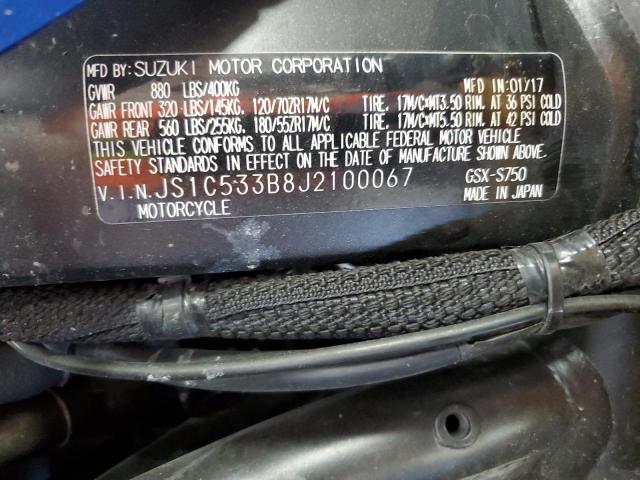 MFD BY: SUZUKI MOTOR CORPORATION
GVWR 880 LBS/400KG MFD IN: 01/17
GAWR FRONT 320 LBS/145KG, 120/70ZR17M/C TIRE, 17M/C×MT3.50 RIM, AT 36 PSI COLD
GAWR REAR 560 LBS/255KG, 180/55ZR17M/C TIRE, 17M/C×MT5.50 RIM, AT 42 PSI COLD
THIS VEHICLE CONFORMS TO ALL APPLICABLE FEDERAL MOTOR VEHICLE
SAFETY STANDARDS IN EFFECT ON THE DATE OF MANUFACTURE SHOWN ABOVE.
V.I.N. JS1C533B8J2100067 GSX-S750
MOTORCYCLE MADE IN JAPAN